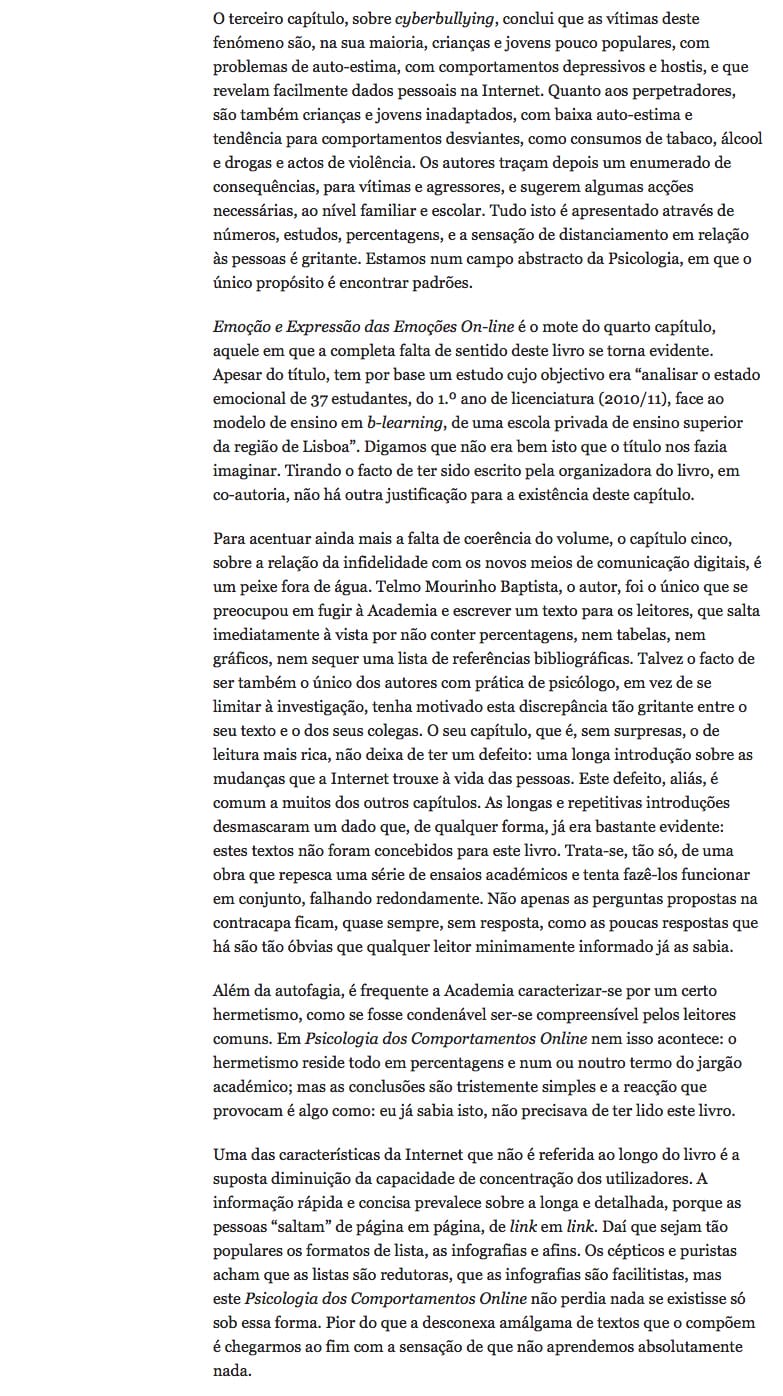 O terceiro capítulo, sobre cyberbullying, conclui que as vítimas deste
fenómeno são, na sua maioria, crianças e jovens pouco populares, com
problemas de auto-estima, com comportamentos depressivos e hostis, e que
revelam facilmente dados pessoais na Internet. Quanto aos perpetradores,
são também crianças e jovens inadaptados, com baixa auto-estima e
tendência para comportamentos desviantes, como consumos de tabaco, álcool
e drogas e actos de violência. Os autores traçam depois um enumerado de
consequências, para vítimas e agressores, e sugerem algumas acções
necessárias, ao nível familiar e escolar. Tudo isto é apresentado através de
números, estudos, percentagens, e a sensação de distanciamento em relação
às pessoas é gritante. Estamos num campo abstracto da Psicologia, em que o
único propósito é encontrar padrões.
Emoção e Expressão das Emoções On-line é o mote do quarto capítulo,
aquele em que a completa falta de sentido deste livro se torna evidente.
Apesar do título, tem por base um estudo cujo objectivo era “analisar o estado
emocional de 37 estudantes, do 1.º ano de licenciatura (2010/11), face ao
modelo de ensino em b-learning, de uma escola privada de ensino superior
da região de Lisboa”. Digamos que não era bem isto que o título nos fazia
imaginar. Tirando o facto de ter sido escrito pela organizadora do livro, em
co-autoria, não há outra justificação para a existência deste capítulo.
Para acentuar ainda mais a falta de coerência do volume, o capítulo cinco,
sobre a relação da infidelidade com os novos meios de comunicação digitais, é
um peixe fora de água. Telmo Mourinho Baptista, o autor, foi o único que se
preocupou em fugir à Academia e escrever um texto para os leitores, que salta
imediatamente à vista por não conter percentagens, nem tabelas, nem
gráficos, nem sequer uma lista de referências bibliográficas. Talvez o facto de
ser também o único dos autores com prática de psicólogo, em vez de se
limitar à investigação, tenha motivado esta discrepância tão gritante entre o
seu texto e o dos seus colegas. O seu capítulo, que é, sem surpresas, o de
leitura mais rica, não deixa de ter um defeito: uma longa introdução sobre as
mudanças que a Internet trouxe à vida das pessoas. Este defeito, aliás, é
comum a muitos dos outros capítulos. As longas e repetitivas introduções
desmascaram um dado que, de qualquer forma, já era bastante evidente:
estes textos não foram concebidos para este livro. Trata-se, tão só, de uma
obra que repesca uma série de ensaios académicos e tenta fazê-los funcionar
em conjunto, falhando redondamente. Não apenas as perguntas propostas na
contracapa ficam, quase sempre, sem resposta, como as poucas respostas que
há são tão óbvias que qualquer leitor minimamente informado já as sabia.
Além da autofagia, é frequente a Academia caracterizar-se por um certo
hermetismo, como se fosse condenável ser-se compreensível pelos leitores
comuns. Em Psicologia dos Comportamentos Online nem isso acontece: o
hermetismo reside todo em percentagens e num ou noutro termo do jargão
académico; mas as conclusões são tristemente simples e a reacção que
provocam é algo como: eu já sabia isto, não precisava de ter lido este livro.
Uma das características da Internet que não é referida ao longo do livro é a
suposta diminuição da capacidade de concentração dos utilizadores. A
informação rápida e concisa prevalece sobre a longa e detalhada, porque as
pessoas “saltam” de página em página, de link em link. Daí que sejam tão
populares os formatos de lista, as infografias e afins. Os cépticos e puristas
acham que as listas são redutoras, que as infografias são facilitistas, mas
este Psicologia dos Comportamentos Online não perdia nada se existisse só
sob essa forma. Pior do que a desconexa amálgama de textos que o compõem
é chegarmos ao fim com a sensação de que não aprendemos absolutamente
nada.